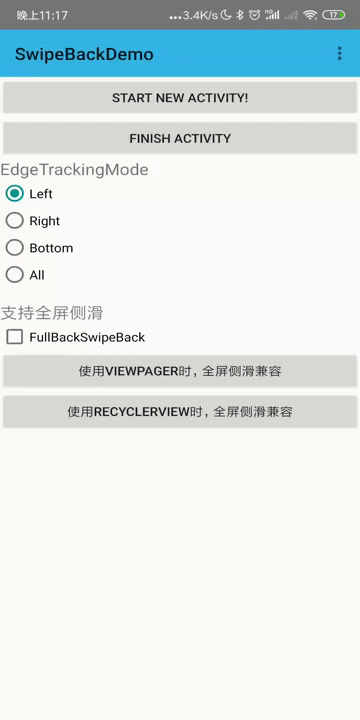 晚上11:17 ...3.4K/s 17
SwipeBackDemo
START NEW ACTIVITY!
FINISH ACTIVITY
EdgeTrackingMode
Left
Right
Bottom
All
支持全屏侧滑
FullBackSwipeBack
使用VIEWPAGER时, 全屏侧滑兼容
使用RECYCLERVIEW时, 全屏侧滑兼容